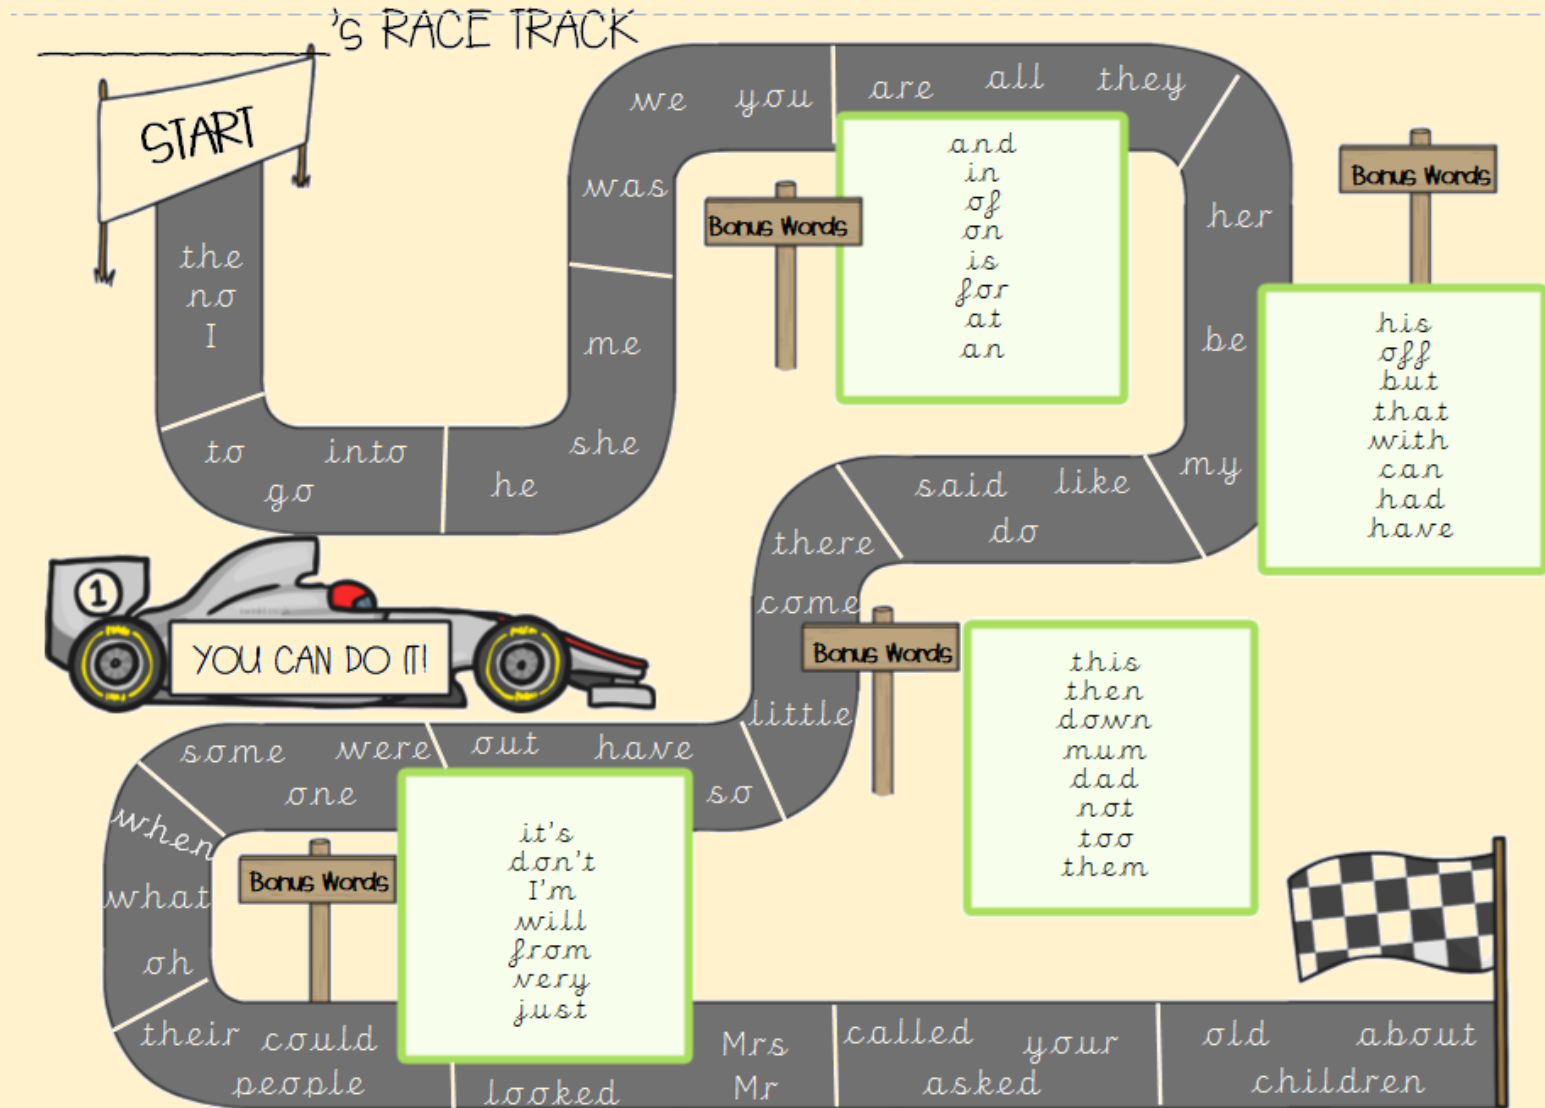 's RACE TRACK
START
the
no
I
to
into
go
he
she
me
was
we you
are all they
her
be
my
said like
do
there
come
little
out have
so
some were
one
when
what
oh
their could
people
looked
Mrs
Mr
called your
asked
old about
children
Bonus Words
and
in
of
on
is
for
at
an
Bonus Words
his
off
but
that
with
can
had
have
Bonus Words
this
then
down
mum
dad
not
too
them
Bonus Words
it's
don't
I'm
will
from
very
just
1
YOU CAN DO IT!